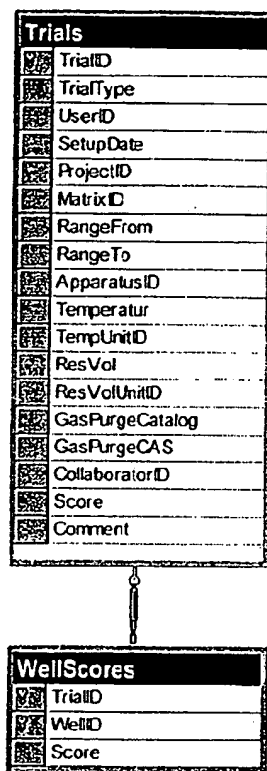 Trials
TrialID
TrialType
UserID
SetupDate
ProjectID
MatrixID
RangeFrom
RangeTo
ApparatusID
Temperatur
TempUnitID
ResVol
ResVolUnitID
GasPurgeCatalog
GasPurgeCAS
CollaboratorID
Score
Comment
WellScores
TrialID
WellID
Score